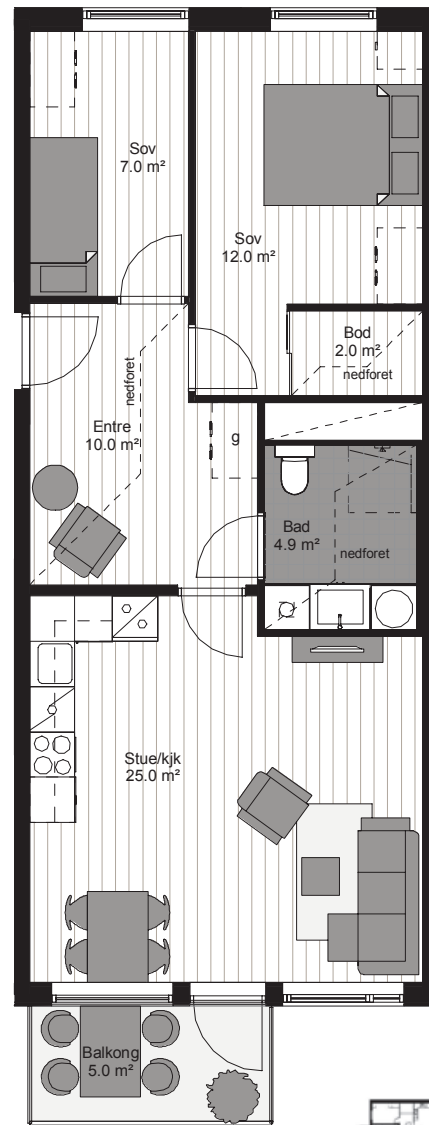 Sov
7.0 m²
Sov
12.0 m²
Bod
2.0 m²
nedforet
nedforet
Entre
10.0 m²
g
Bad
4.9 m²
nedforet
Stue/kjk
25.0 m²
Balkong
5.0 m²